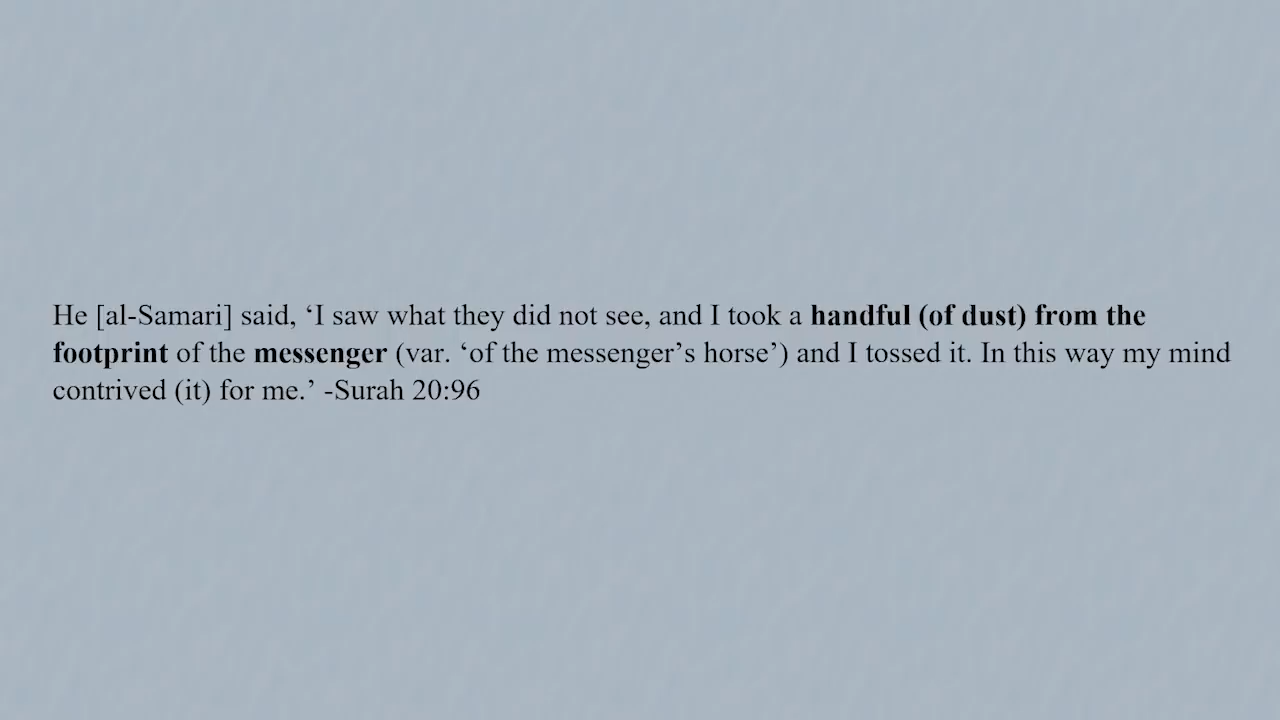 He [al-Samari] said, ‘I saw what they did not see, and I took a handful (of dust) from the
footprint of the messenger (var. ‘of the messenger’s horse’) and I tossed it. In this way my mind
contrived (it) for me.’ -Surah 20:96